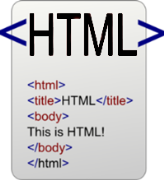 <HTML>
<html>
<title>HTML</title>
<body>
This is HTML!
</body>
</html>